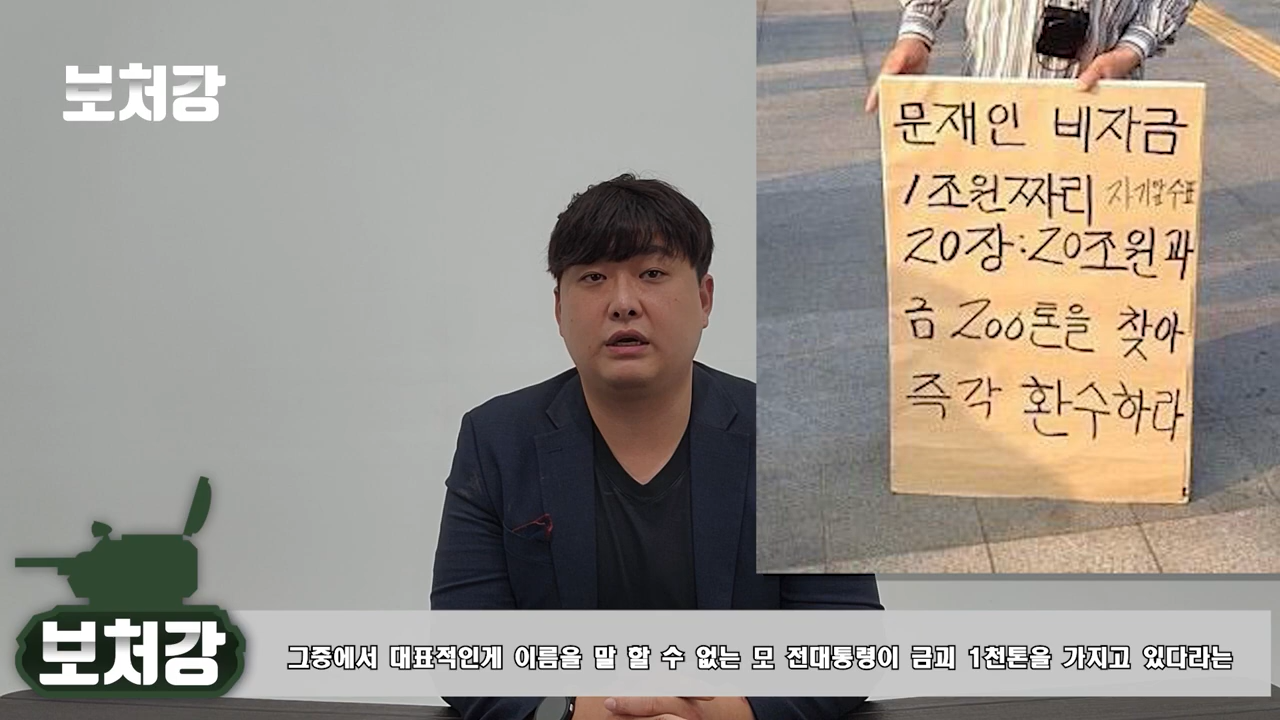 보처강
문재인 비자금
1조원짜리 자기앞수표
20장:20조원과
금 200톤을 찾아
즉각 환수하라
보처강
그중에서 대표적인게 이름을 말 할 수 없는 모 전대통령이 금괴 1천톤을 가지고 있다라는